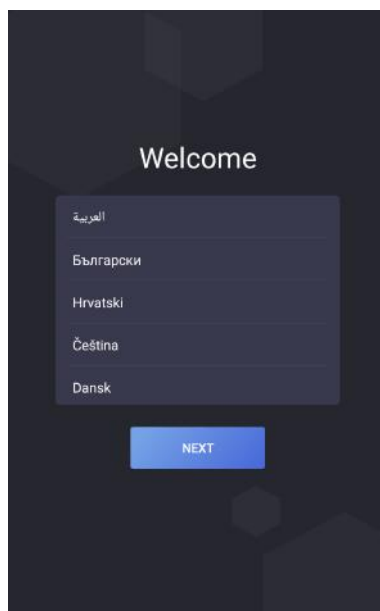 Welcome
العربية
Български
Hrvatski
Čeština
Dansk
NEXT